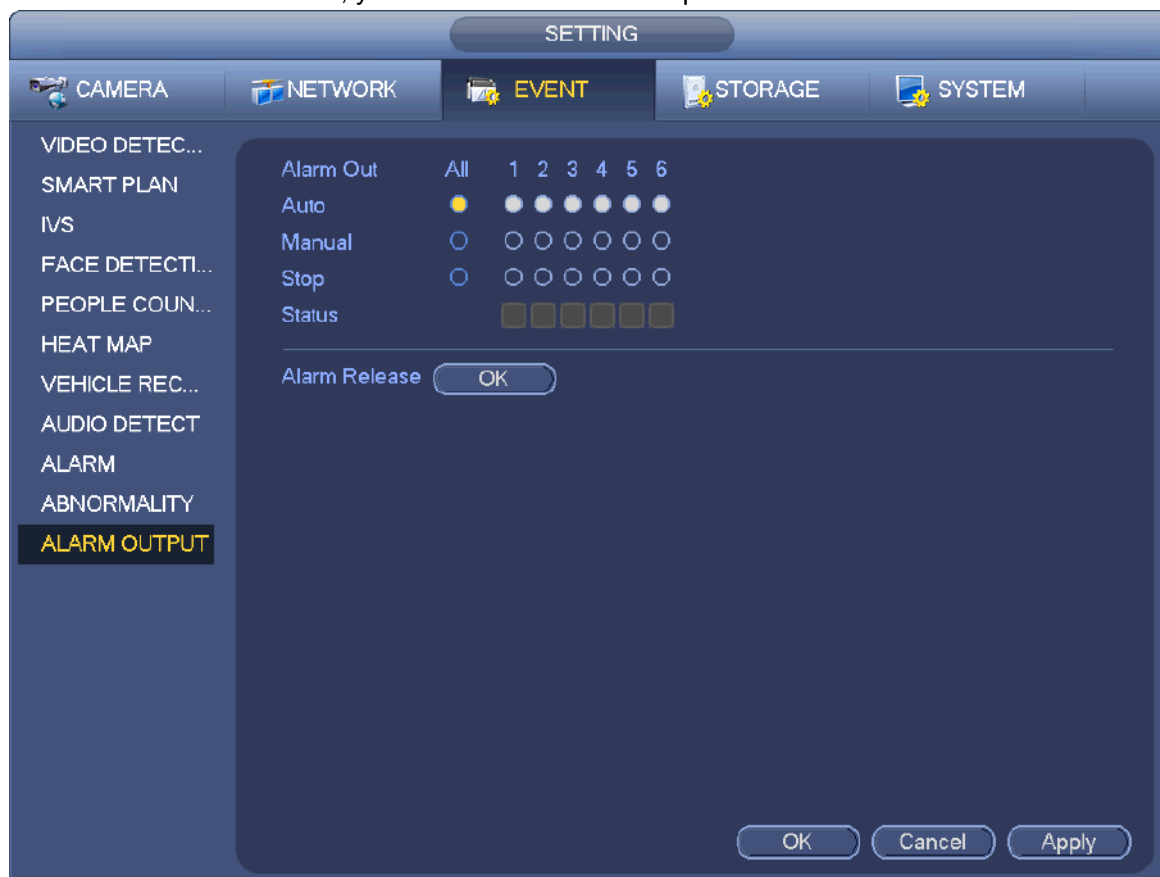 SETTING
CAMERA NETWORK EVENT STORAGE SYSTEM
VIDEO DETEC...
SMART PLAN
IVS
FACE DETECTI...
PEOPLE COUN...
HEAT MAP
VEHICLE REC...
AUDIO DETECT
ALARM
ABNORMALITY
ALARM OUTPUT
Alarm Out All 1 2 3 4 5 6
Auto
Manual
Stop
Status
Alarm Release OK
OK Cancel Apply